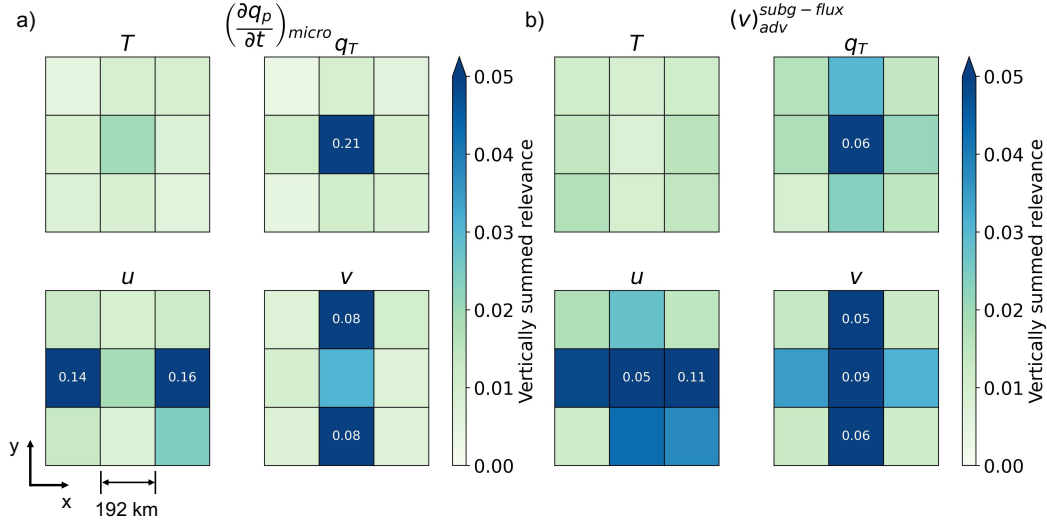 a)
(∂q_p/∂t)_micro
T
q_T
0.21
u
v
0.14
0.16
0.08
0.08
y
x
192 km
0.05
0.04
0.03
0.02
0.01
0.00
Vertically summed relevance
b)
(v)_adv^subg−flux
T
q_T
0.06
u
v
0.05
0.11
0.05
0.09
0.06
0.05
0.04
0.03
0.02
0.01
0.00
Vertically summed relevance